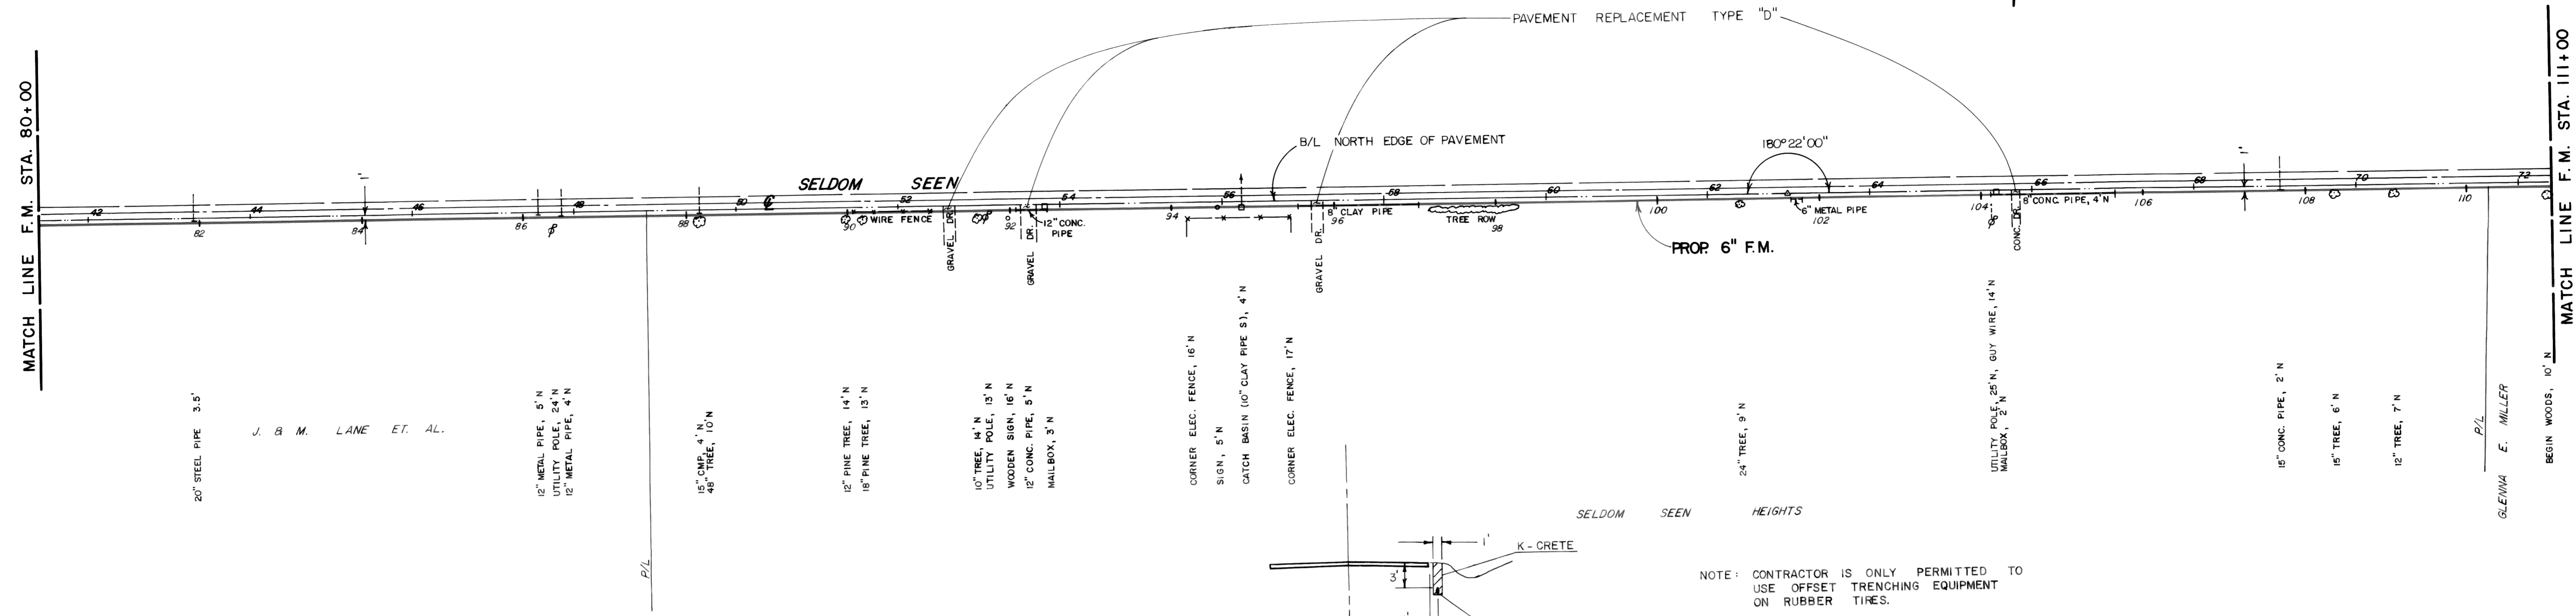 PAVEMENT REPLACEMENT TYPE "D"
MATCH LINE F.M. STA. 80+00
MATCH LINE F.M. STA. 111+00
B/L NORTH EDGE OF PAVEMENT
180°22'00"
SELDOM SEEN
42 44 46 48 50 52 54 56 58 60 62 64 66 68 70 72
82 84 86 88 90 92 94 96 98 100 102 104 106 108 110
1'
1'
WIRE FENCE
GRAVEL DR.
GRAVEL DR.
12" CONC.
PIPE
GRAVEL DR.
8" CLAY PIPE
TREE ROW
PROP. 6" F.M.
6" METAL PIPE
CONC. DR.
8" CONC. PIPE, 4' N
20" STEEL PIPE 3.5'
J. & M. LANE ET. AL.
12" METAL PIPE, 5' N
UTILITY POLE, 24' N
12" METAL PIPE, 4' N
P/L
15" CMP, 4' N
48" TREE, 10' N
12" PINE TREE, 14' N
18" PINE TREE, 13' N
10" TREE, 14' N
UTILITY POLE, 13' N
WOODEN SIGN, 16' N
12" CONC. PIPE, 5' N
MAILBOX, 3' N
CORNER ELEC. FENCE, 16' N
SIGN, 5' N
CATCH BASIN (10" CLAY PIPE S), 4' N
CORNER ELEC. FENCE, 17' N
24" TREE, 9' N
UTILITY POLE, 25' N, GUY WIRE, 14' N
MAILBOX, 2' N
15" CONC. PIPE, 2' N
15" TREE, 6' N
12" TREE, 7' N
P/L
GLENNA E. MILLER
BEGIN WOODS, 10' N
SELDOM SEEN HEIGHTS
1'
K-CRETE
3'
NOTE: CONTRACTOR IS ONLY PERMITTED TO
USE OFFSET TRENCHING EQUIPMENT
ON RUBBER TIRES.